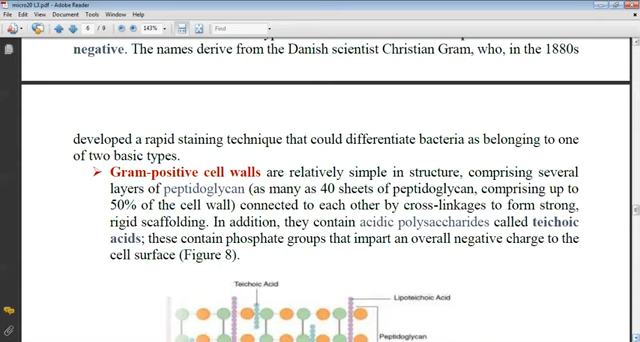 micro20 L3.pdf - Adobe Reader
File Edit View Document Tools Window Help
6 / 9 143% Find
negative. The names derive from the Danish scientist Christian Gram, who, in the 1880s
developed a rapid staining technique that could differentiate bacteria as belonging to one
of two basic types.
➤ Gram-positive cell walls are relatively simple in structure, comprising several
layers of peptidoglycan (as many as 40 sheets of peptidoglycan, comprising up to
50% of the cell wall) connected to each other by cross-linkages to form strong,
rigid scaffolding. In addition, they contain acidic polysaccharides called teichoic
acids; these contain phosphate groups that impart an overall negative charge to the
cell surface (Figure 8).
Teichoic Acid
Lipoteichoic Acid
Peptidoglycan